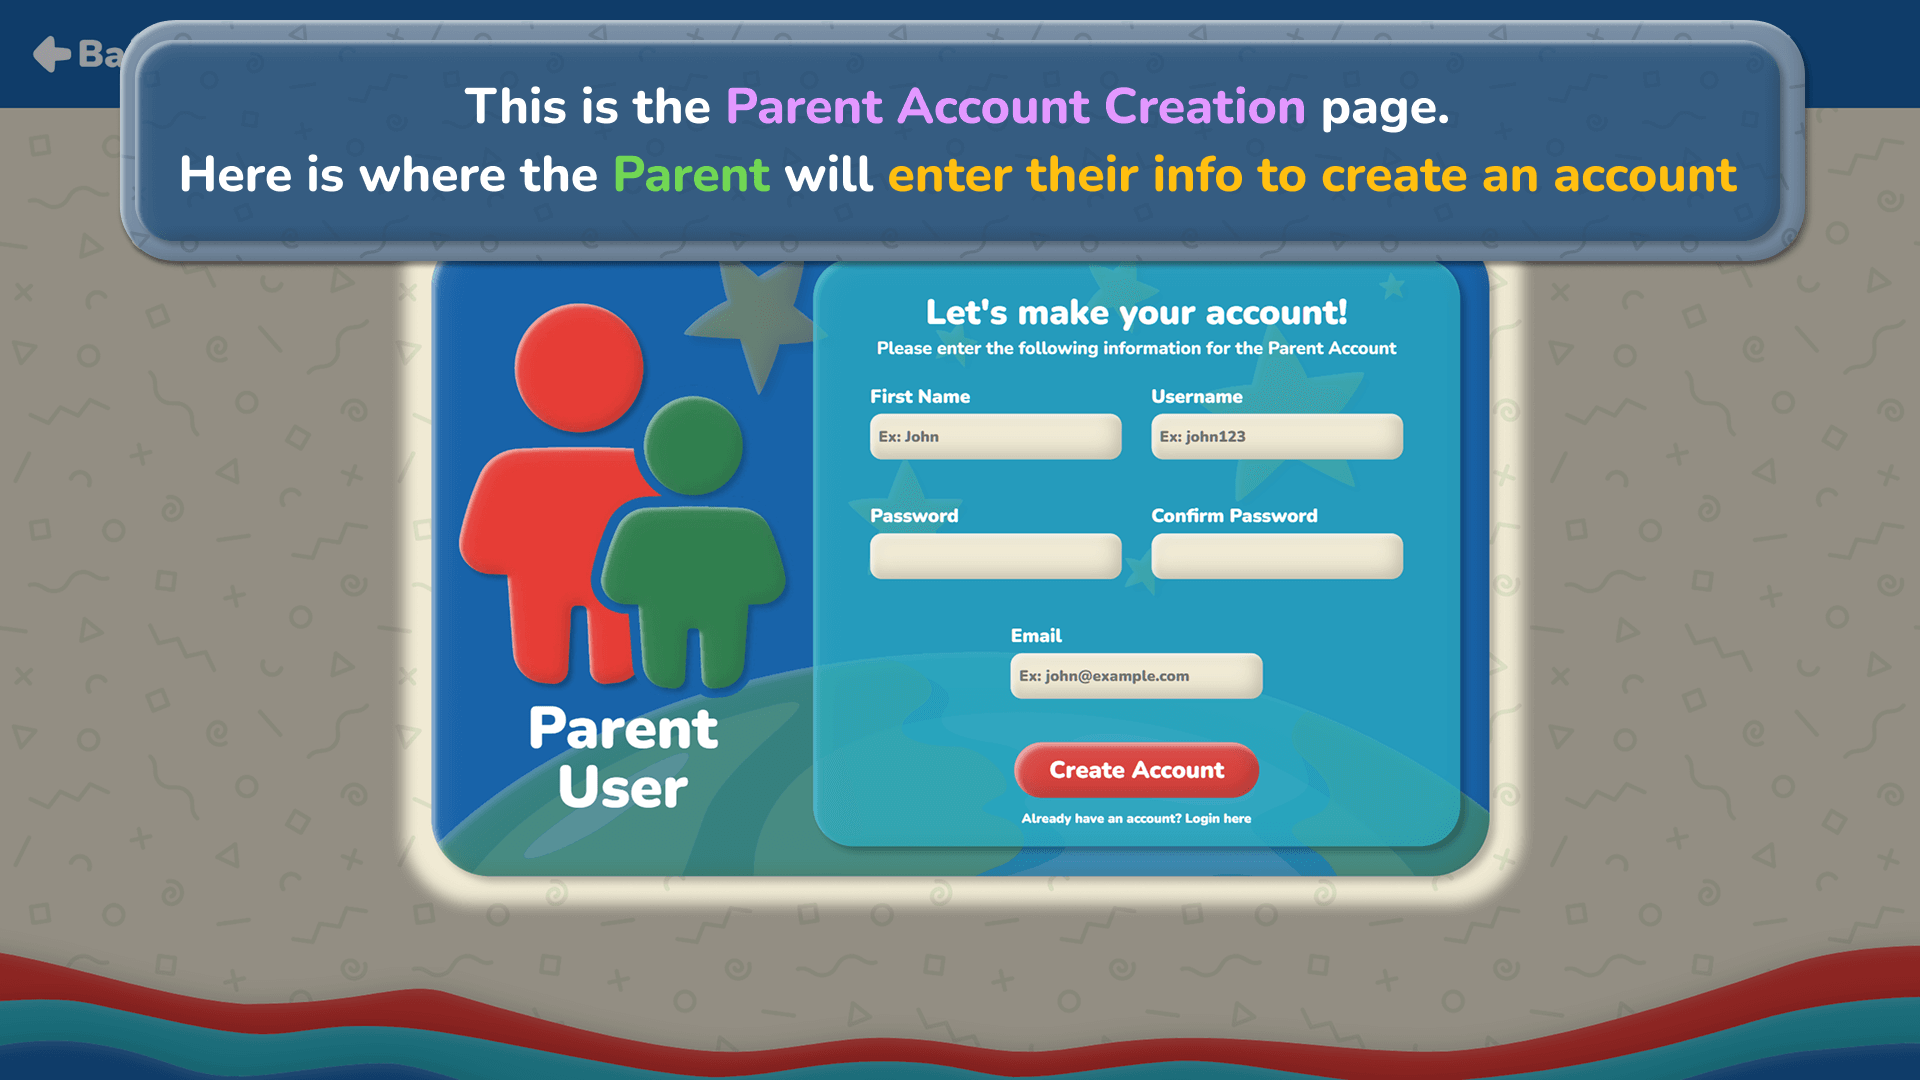 This is the Parent Account Creation page.
Here is where the Parent will enter their info to create an account
Let's make your account!
Please enter the following information for the Parent Account
First Name
Username
Ex: John
Ex: john123
Password
Confirm Password
Email
Ex: john@example.com
Create Account
Already have an account? Login here
Parent
User